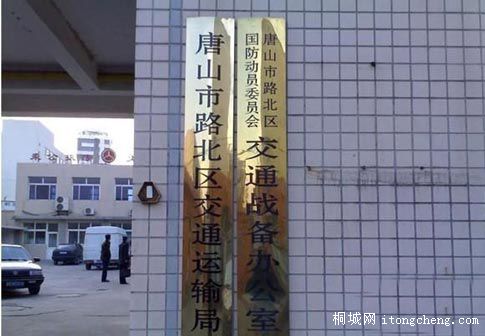 唐山市路北区
国防动员委员会
交通战备办公室
唐山市路北区交通运输局
桐城网 itongcheng.com